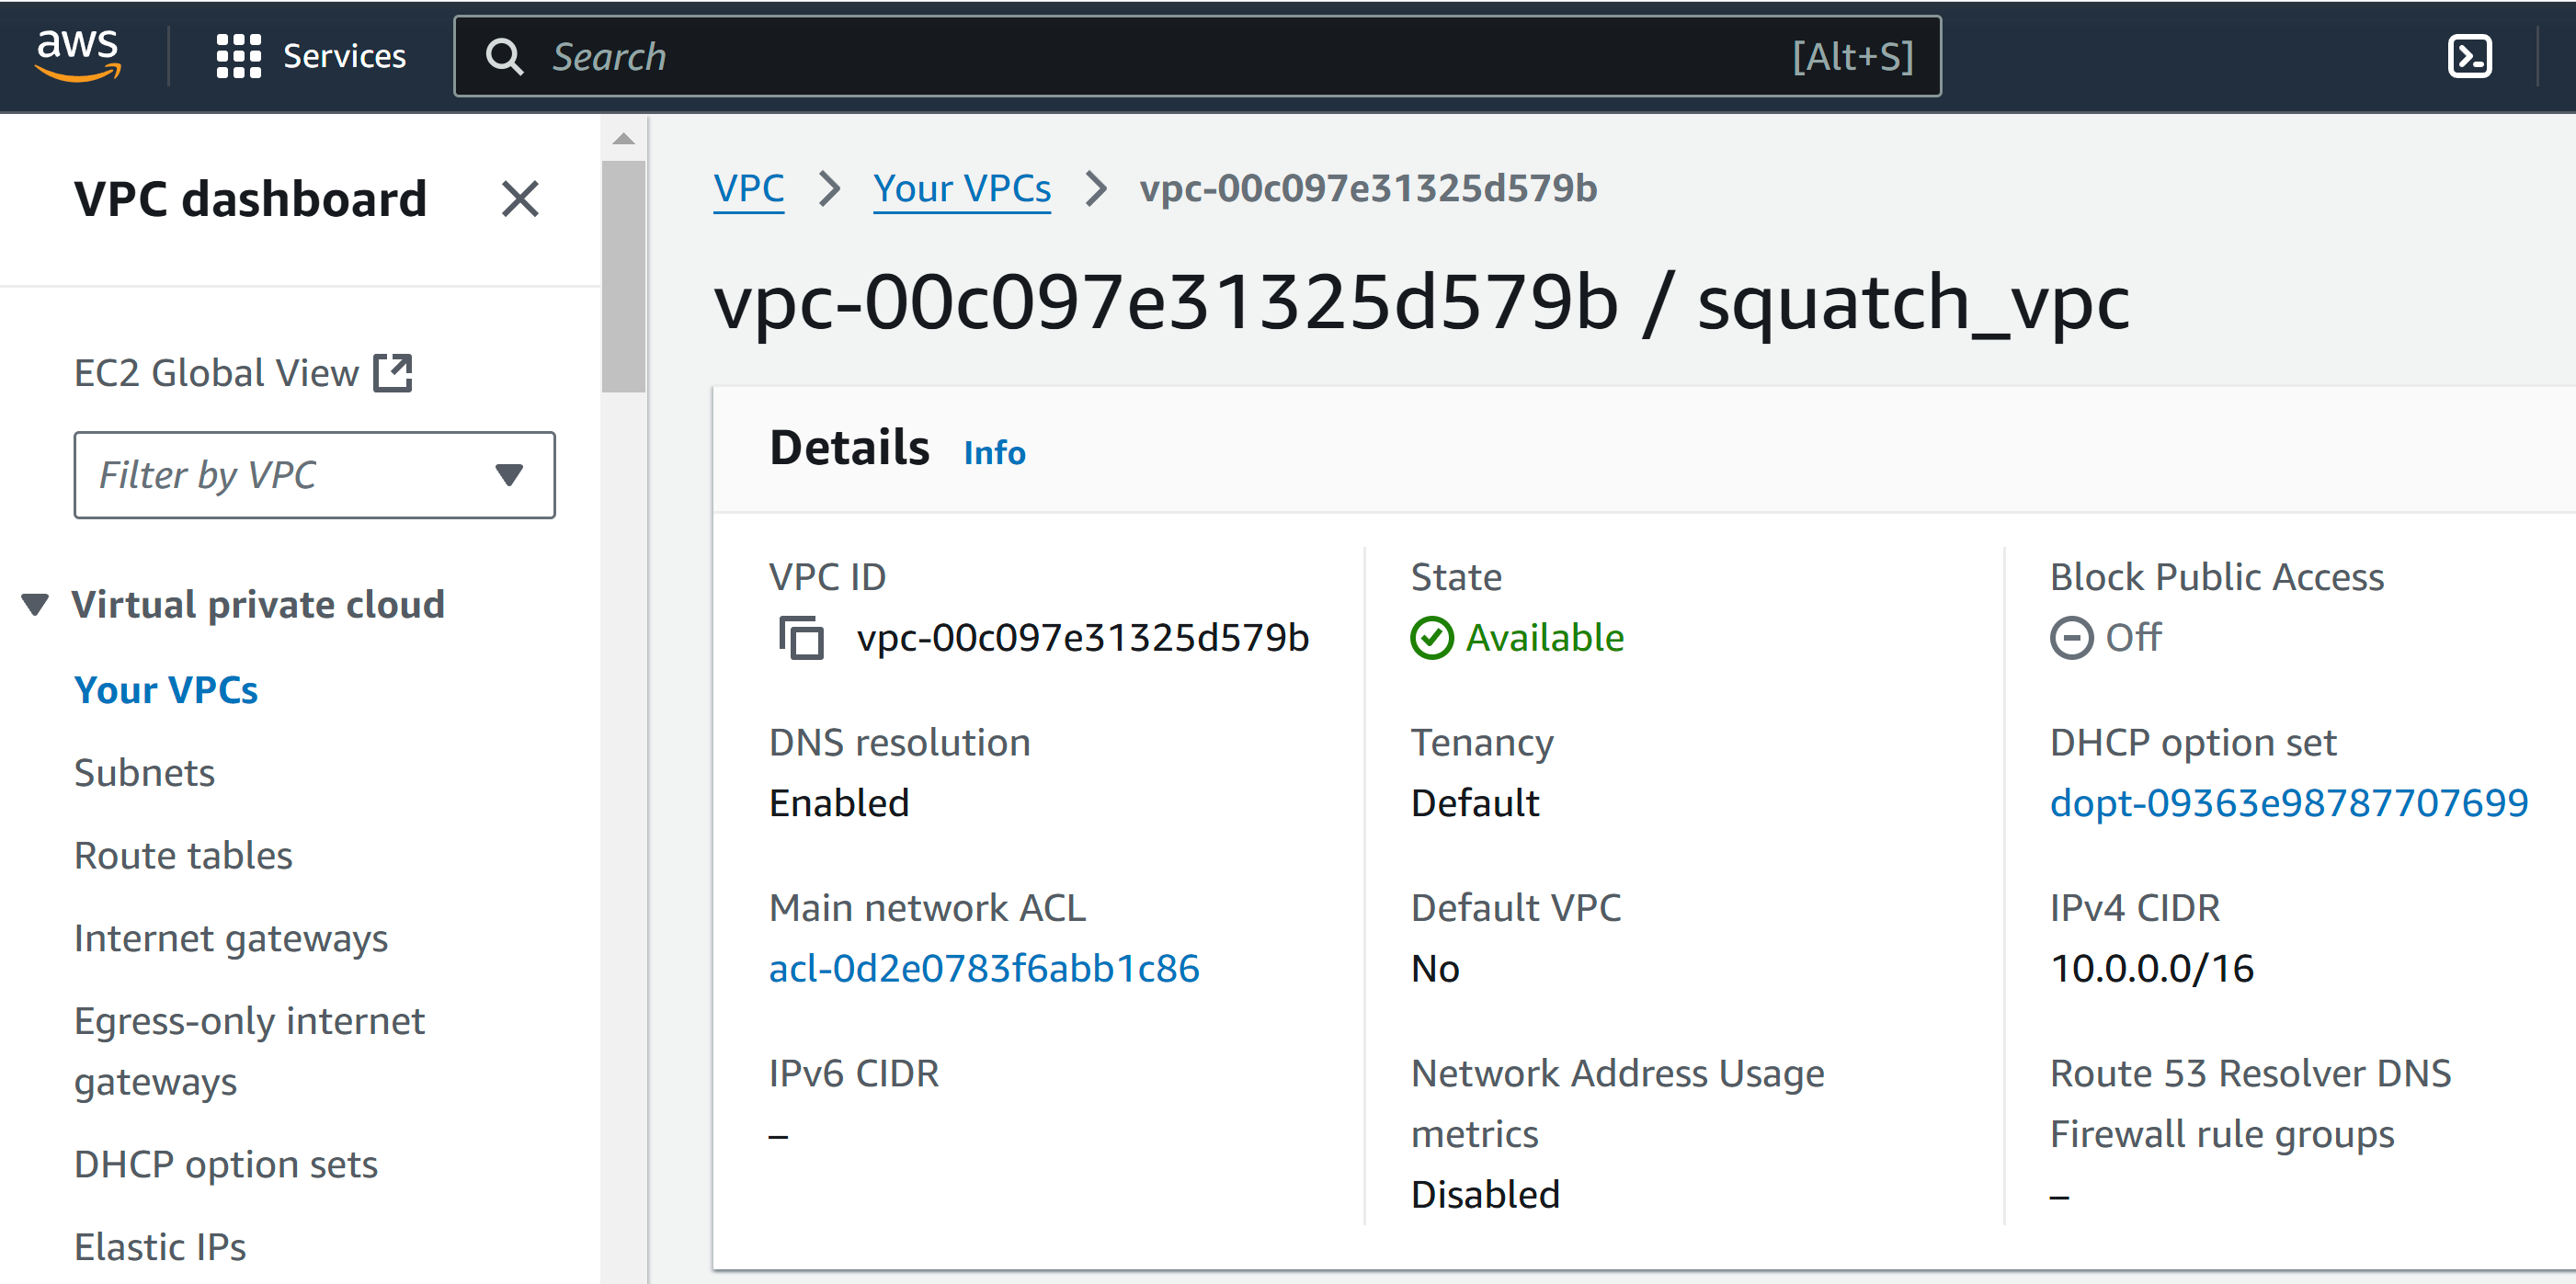 aws
Services
Search
[Alt+S]
VPC dashboard
EC2 Global View
Filter by VPC
Virtual private cloud
Your VPCs
Subnets
Route tables
Internet gateways
Egress-only internet
gateways
DHCP option sets
Elastic IPs
VPC > Your VPCs > vpc-00c097e31325d579b
vpc-00c097e31325d579b / squatch_vpc
Details Info
VPC ID
vpc-00c097e31325d579b
State
Available
Block Public Access
Off
DNS resolution
Enabled
Tenancy
Default
DHCP option set
dopt-09363e98787707699
Main network ACL
acl-0d2e0783f6abb1c86
Default VPC
No
IPv4 CIDR
10.0.0.0/16
IPv6 CIDR
–
Network Address Usage
metrics
Disabled
Route 53 Resolver DNS
Firewall rule groups
–